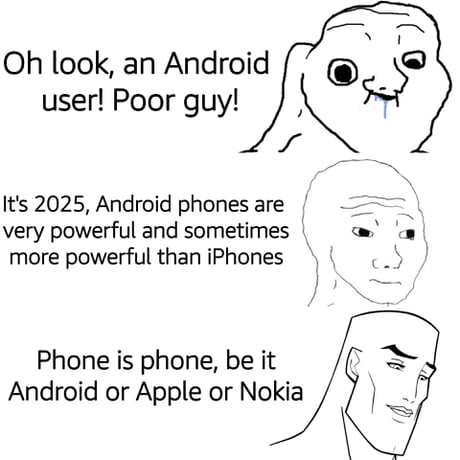 Oh look, an Android
user! Poor guy!
It's 2025, Android phones are
very powerful and sometimes
more powerful than iPhones
Phone is phone, be it
Android or Apple or Nokia